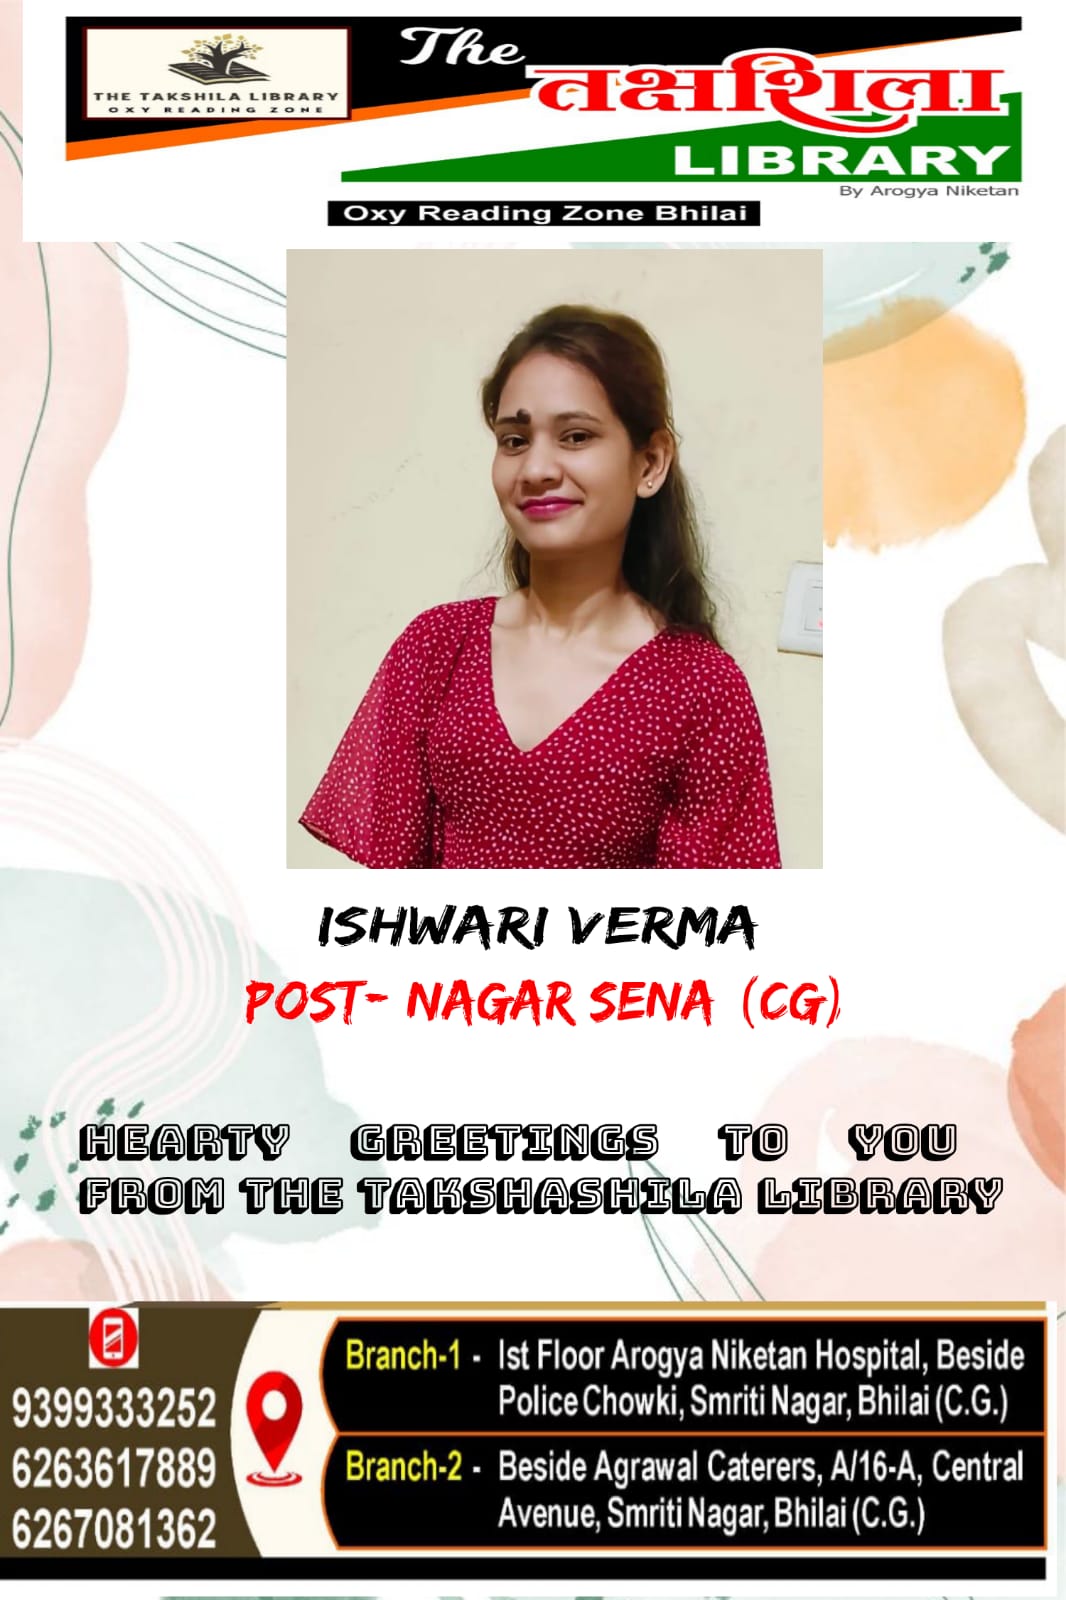 THE TAKSHILA LIBRARY
OXY READING ZONE
The तक्षशिला
LIBRARY
By Arogya Niketan
Oxy Reading Zone Bhilai
ISHWARI VERMA
POST- NAGAR SENA (CG)
HEARTY GREETINGS TO YOU
FROM THE TAKSHASHILA LIBRARY
9399333252
6263617889
6267081362
Branch-1 - Ist Floor Arogya Niketan Hospital, Beside
Police Chowki, Smriti Nagar, Bhilai (C.G.)
Branch-2 - Beside Agrawal Caterers, A/16-A, Central
Avenue, Smriti Nagar, Bhilai (C.G.)